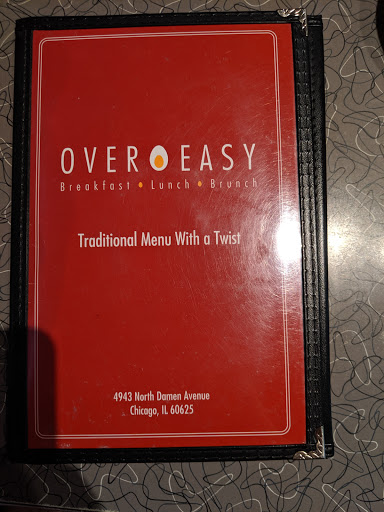 OVER EASY
Breakfast • Lunch • Brunch
Traditional Menu With a Twist
4943 North Damen Avenue
Chicago, IL 60625